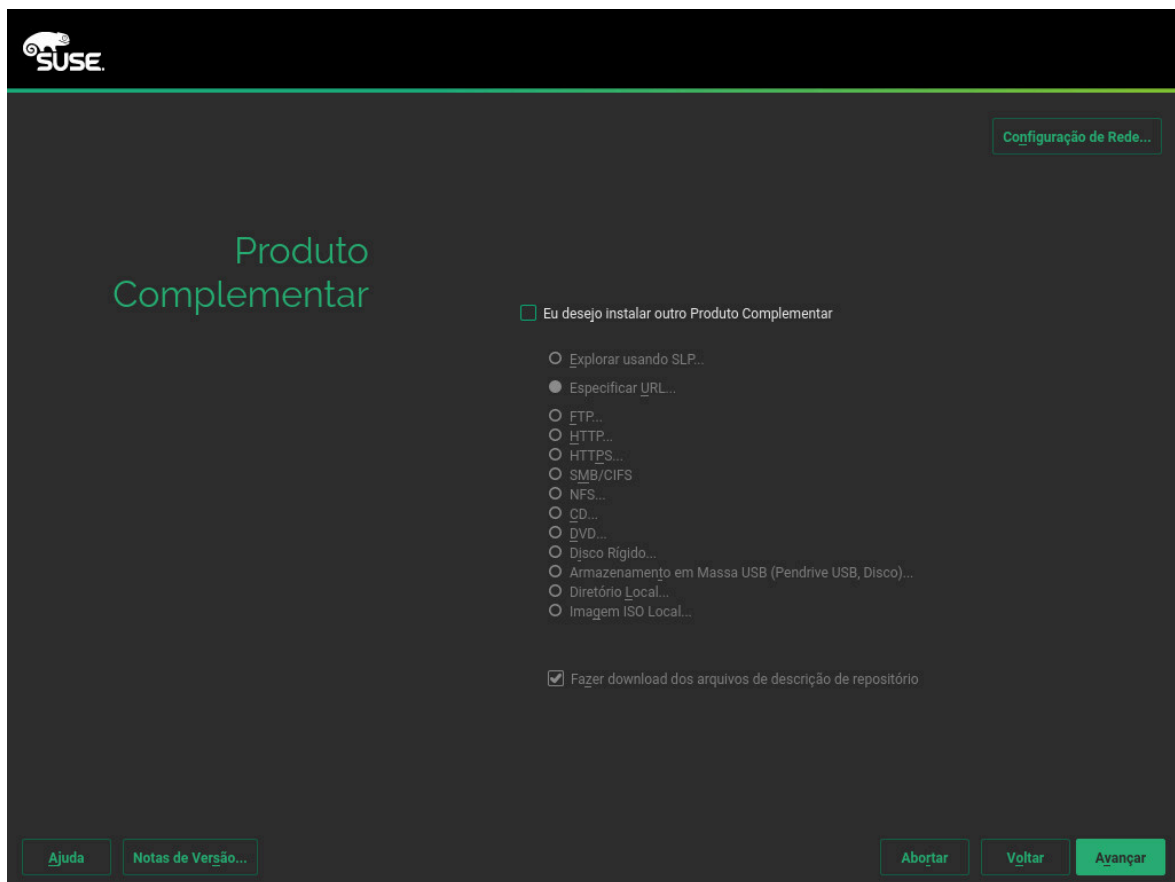 SUSE.
Configuração de Rede...
Produto
Complementar
Eu desejo instalar outro Produto Complementar
Explorar usando SLP...
Especificar URL...
FTP...
HTTP...
HTTPS...
SMB/CIFS
NFS...
CD...
DVD...
Disco Rígido...
Armazenamento em Massa USB (Pendrive USB, Disco)...
Diretório Local...
Imagem ISO Local...
Fazer download dos arquivos de descrição de repositório
Ajuda
Notas de Versão...
Abortar
Voltar
Avançar